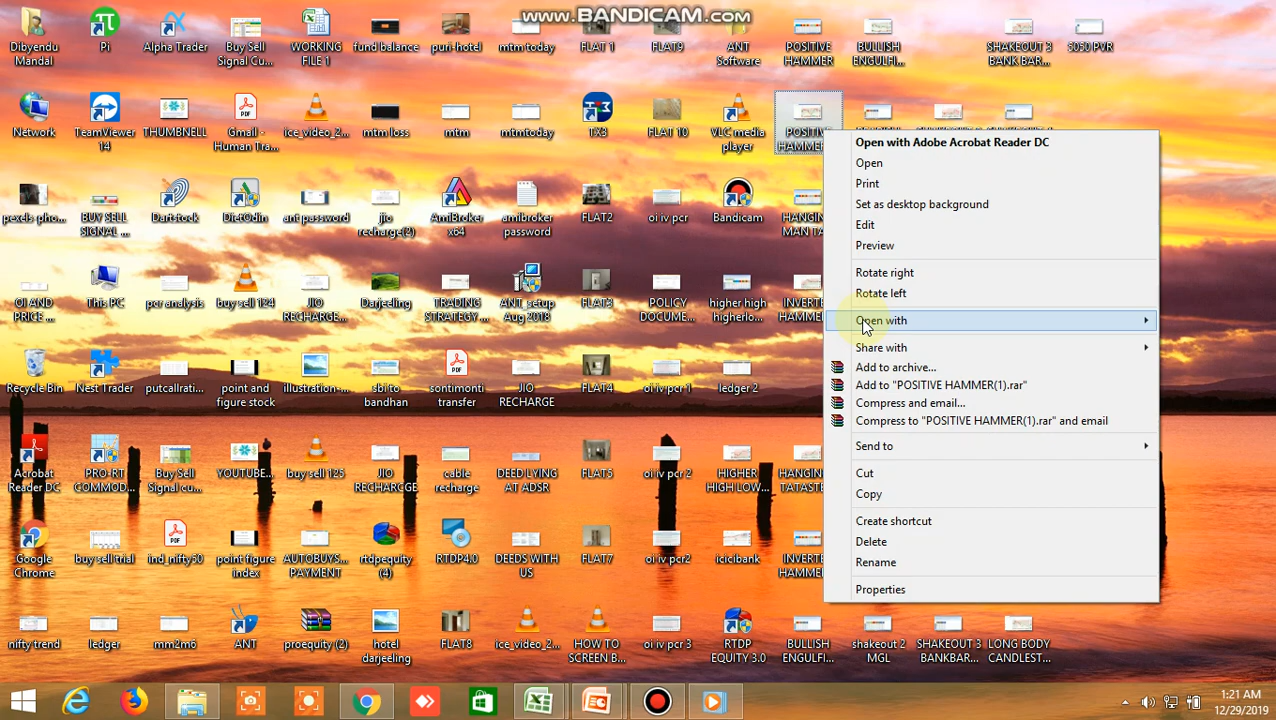 www.BANDICAM.com
Dibyendu
Mandal
Pi
Alpha Trader
Buy Sell
Signal Cu...
WORKING
FILE 1
fund balance
puri-hotel
mtm today
FLAT 1
FLAT9
ANT
Software
POSITIVE
HAMMER
BULLISH
ENGULFI...
SHAKEOUT 3
BANK BAR...
5050 PVR
Network
TeamViewer
14
THUMBNELL
Gmail -
Human Tra...
ice_video_2...
mtm loss
mtm
mtmtoday
TX3
FLAT 10
VLC media
player
POSITIVE
HAMMER
pexels-pho...
BUY SELL
SIGNAL ...
Dartstock
DietOdin
ant password
jio
recharge(2)
AmiBroker
x64
amibroker
password
FLAT2
oi iv pcr
Bandicam
HANGING
MAN TA
OI AND
PRICE ...
This PC
pcr analysis
buy sell 124
JIO
RECHARGE...
Darjeeling
TRADING
STRATEGY ...
ANT_setup
Aug 2018
FLAT3
POLICY
DOCUME...
higher high
higherlo...
INVERTE
HAMMER
Recycle Bin
Nest Trader
putcallrati...
point and
figure stock
illustration-...
sbi to
bandhan
sontimonti
transfer
JIO
RECHARGE
FLAT4
oi iv pcr 1
ledger 2
Acrobat
Reader DC
PRO-RT
COMMOD...
Buy Sell
Signal cu...
YOUTUBE...
buy sell 125
JIO
RECHARCGE
cable
recharge
DEED LYING
AT ADSR
FLAT5
oi iv pcr 2
HIGHER
HIGH LOW...
HANGING
TATASTE
Google
Chrome
buy sell trial
ind_nifty50
point figure
index
AUTOBUYS...
PAYMENT
rtdpequity
(4)
RTDP4.0
DEEDS WITH
US
FLAT7
oi iv pcr2
icicibank
INVERTE
HAMMER
nifty trend
ledger
mm2m6
ANT
proequity (2)
hotel
darjeeling
FLAT8
ice_video_2...
HOW TO
SCREEN B...
oi iv pcr 3
RTDP
EQUITY 3.0
BULLISH
ENGULFI...
shakeout 2
MGL
SHAKEOUT 3
BANKBAR...
LONG BODY
CANDLEST...
Open with Adobe Acrobat Reader DC
Open
Print
Set as desktop background
Edit
Preview
Rotate right
Rotate left
Open with
Share with
Add to archive...
Add to "POSITIVE HAMMER(1).rar"
Compress and email...
Compress to "POSITIVE HAMMER(1).rar" and email
Send to
Cut
Copy
Create shortcut
Delete
Rename
Properties
1:21 AM
12/29/2019